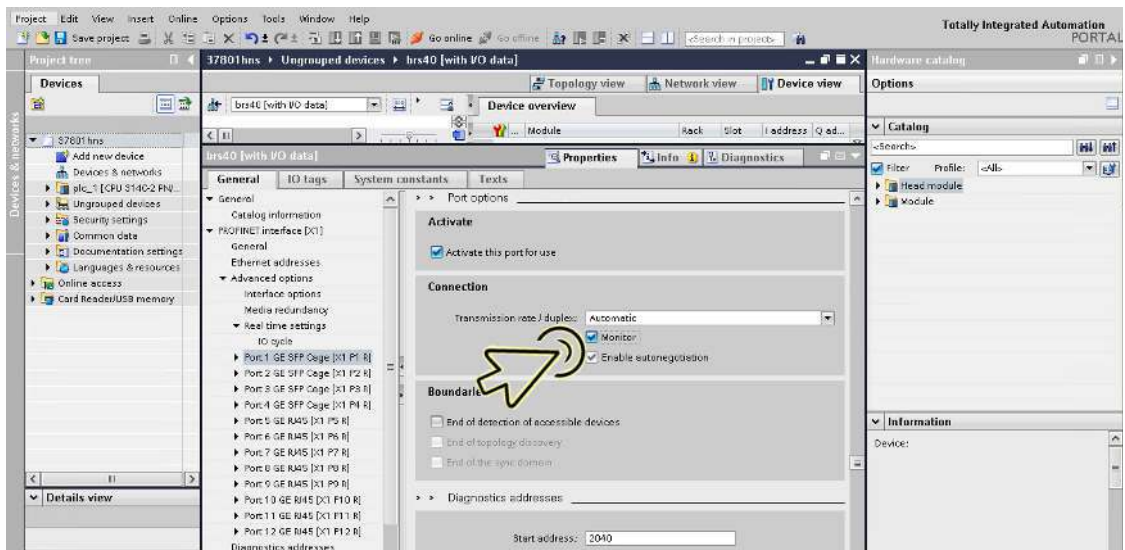 Project Edit View Insert Online Options Tools Window Help
Totally Integrated Automation
PORTAL
Save project Go online Go offline <Search in project>
Project tree
37801hns Ungrouped devices brs40 [with I/O data]
Hardware catalog
Devices
Topology view Network view Device view
Options
brs40 [with I/O data]
Device overview
... Module Rack Slot I address Q ad...
Devices & networks
37801hns
Add new device
Devices & networks
plc_1 [CPU 314C-2 PN/...
Ungrouped devices
Security settings
Common data
Documentation settings
Languages & resources
Online access
Card Reader/USB memory
Details view
brs40 [with I/O data]
Properties Info Diagnostics
General IO tags System constants Texts
General
Catalog information
PROFINET interface [X1]
General
Ethernet addresses
Advanced options
Interface options
Media redundancy
Real time settings
IO cycle
Port 1 GE SFP Cage [X1 P1 R]
Port 2 GE SFP Cage [X1 P2 R]
Port 3 GE SFP Cage [X1 P3 R]
Port 4 GE SFP Cage [X1 P4 R]
Port 5 GE RJ45 [X1 P5 R]
Port 6 GE RJ45 [X1 P6 R]
Port 7 GE RJ45 [X1 P7 R]
Port 8 GE RJ45 [X1 P8 R]
Port 9 GE RJ45 [X1 P9 R]
Port 10 GE RJ45 [X1 P10 R]
Port 11 GE RJ45 [X1 P11 R]
Port 12 GE RJ45 [X1 P12 R]
Diagnostics addresses
Port options
Activate
Activate this port for use
Connection
Transmission rate / duplex: Automatic
Monitor
Enable autonegotiation
Boundarie
End of detection of accessible devices
End of topology discovery
End of the sync domain
Diagnostics addresses
Start address: 2040
Catalog
<Search>
Filter Profile: <All>
Head module
Module
Information
Device: